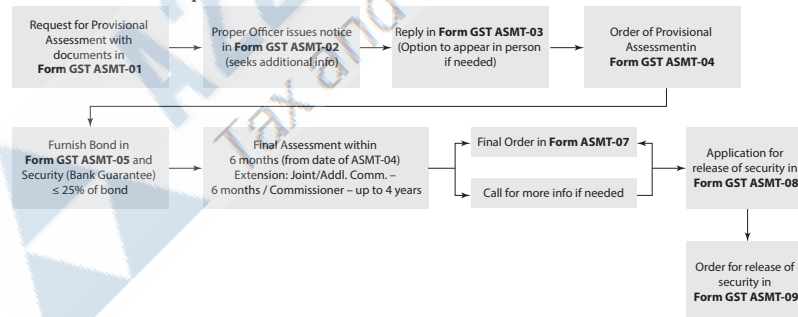 Request for Provisional
Assessment with
documents in
Form GST ASMT-01
Proper Officer issues notice
in Form GST ASMT-02
(seeks additional info)
Reply in Form GST ASMT-03
(Option to appear in person
if needed)
Order of Provisional
Assessmentin
Form GST ASMT-04
Furnish Bond in
Form GST ASMT-05 and
Security (Bank Guarantee)
≤ 25% of bond
Final Assessment within
6 months (from date of ASMT-04)
Extension: Joint/Addl. Comm. –
6 months / Commissioner – up to 4 years
Final Order in Form ASMT-07
Call for more info if needed
Application for
release of security in
Form GST ASMT-08
Order for release of
security in
Form GST ASMT-09
Tax and